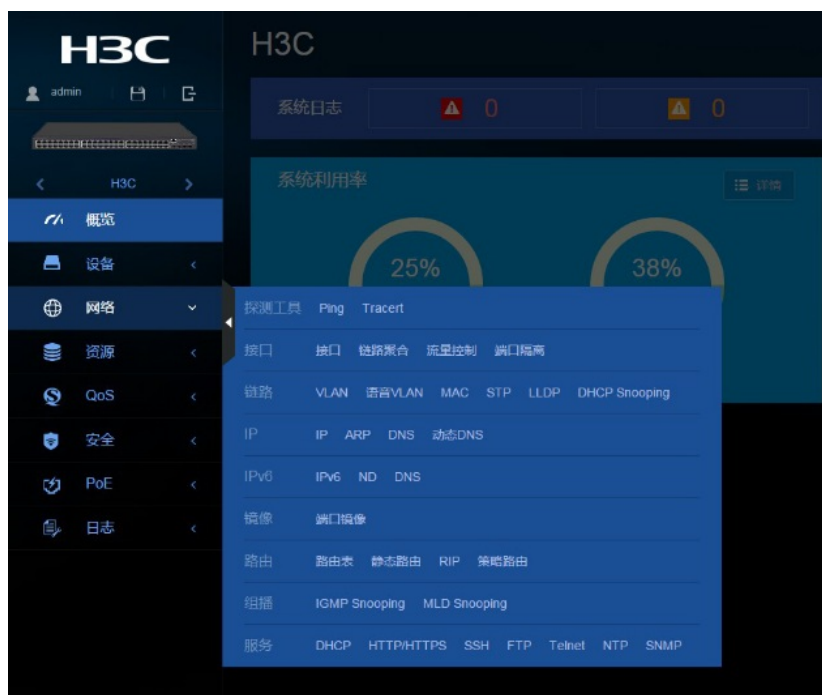 H3C
admin
H3C
概览
设备
网络
资源
QoS
安全
PoE
日志
H3C
系统日志 0 0
系统利用率 详情
25% 38%
探测工具 Ping Tracert
接口 接口 链路聚合 流量控制 端口隔离
链路 VLAN 语音VLAN MAC STP LLDP DHCP Snooping
IP IP ARP DNS 动态DNS
IPv6 IPv6 ND DNS
镜像 端口镜像
路由 路由表 静态路由 RIP 策略路由
组播 IGMP Snooping MLD Snooping
服务 DHCP HTTP/HTTPS SSH FTP Telnet NTP SNMP